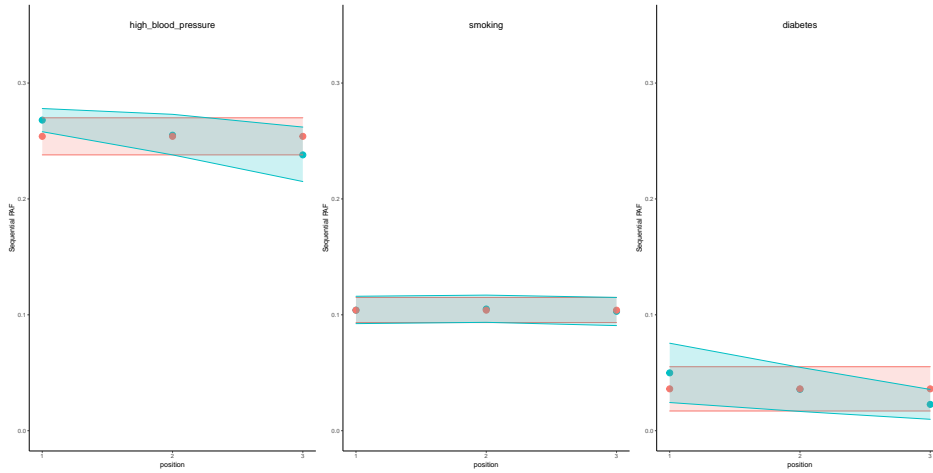 high_blood_pressure
0.3
0.2
0.1
0.0
Sequential PAF
1
2
3
position
smoking
0.3
0.2
0.1
0.0
Sequential PAF
1
2
3
position
diabetes
0.3
0.2
0.1
0.0
Sequential PAF
1
2
3
position